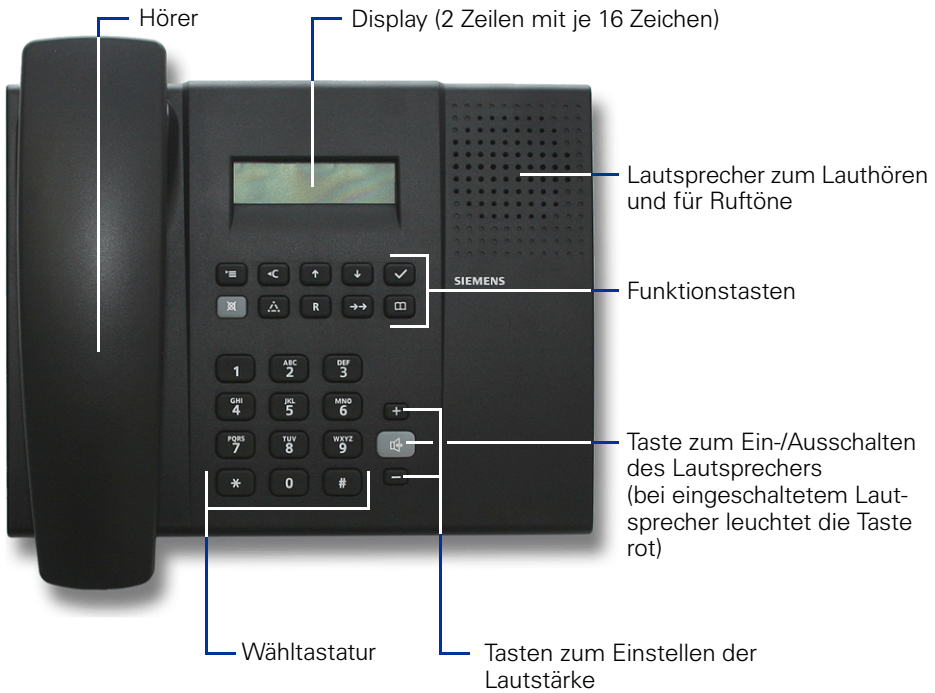 Hörer
Display (2 Zeilen mit je 16 Zeichen)
Lautsprecher zum Lauthören
und für Ruftöne
C
SIEMENS
Funktionstasten
R
1
ABC
2
DEF
3
GHI
4
JKL
5
MNO
6
+
PQRS
7
TUV
8
WXYZ
9
Taste zum Ein-/Ausschalten
des Lautsprechers
(bei eingeschaltetem Laut-
sprecher leuchtet die Taste
rot)
*
0
#
−
Wähltastatur
Tasten zum Einstellen der
Lautstärke